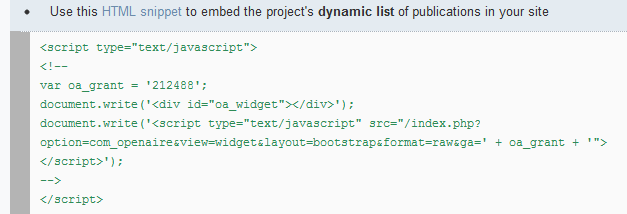 Use this HTML snippet to embed the project's dynamic list of publications in your site
<script type="text/javascript">
<!--
var oa_grant = '212488';
document.write('<div id="oa_widget"></div>');
document.write('<script type="text/javascript" src="/index.php?
option=com_openaire&view=widget&layout=bootstrap&format=raw&ga=' + oa_grant + '">
</script>');
-->
</script>